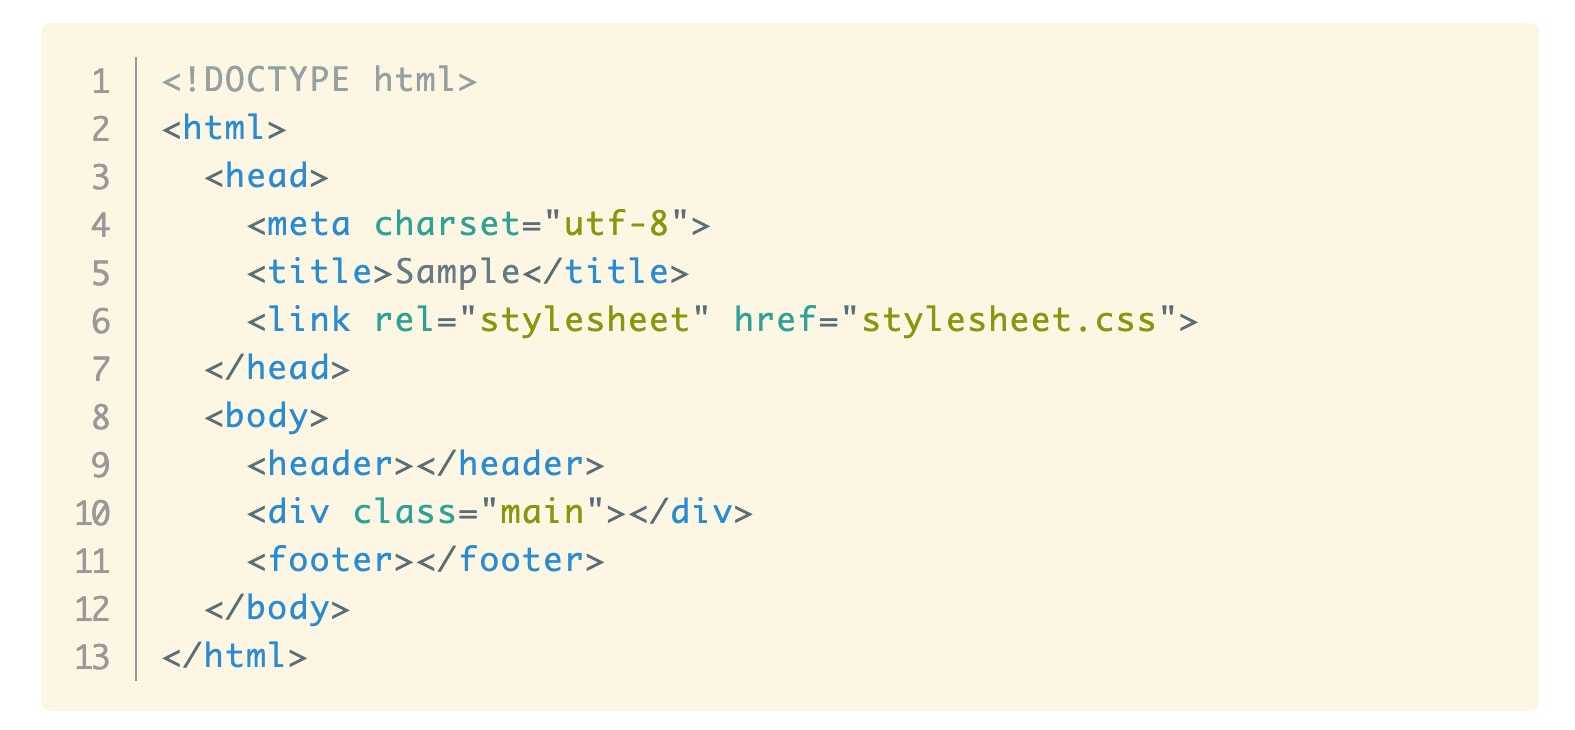 1 <!DOCTYPE html>
2 <html>
3   <head>
4     <meta charset="utf-8">
5     <title>Sample</title>
6     <link rel="stylesheet" href="stylesheet.css">
7   </head>
8   <body>
9     <header></header>
10     <div class="main"></div>
11     <footer></footer>
12   </body>
13 </html>